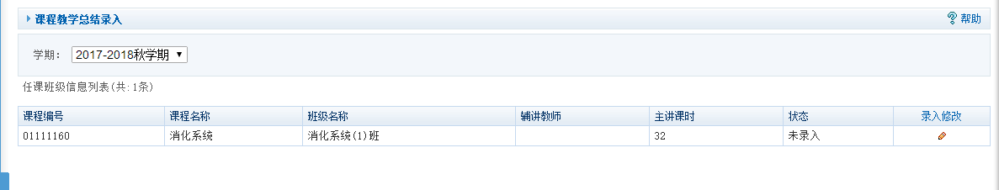 课程教学总结录入 帮助
学期： 2017-2018秋学期
任课班级信息列表(共:1条)
课程编号 课程名称 班级名称 辅讲教师 主讲课时 状态 录入修改
01111160 消化系统 消化系统(1)班 32 未录入